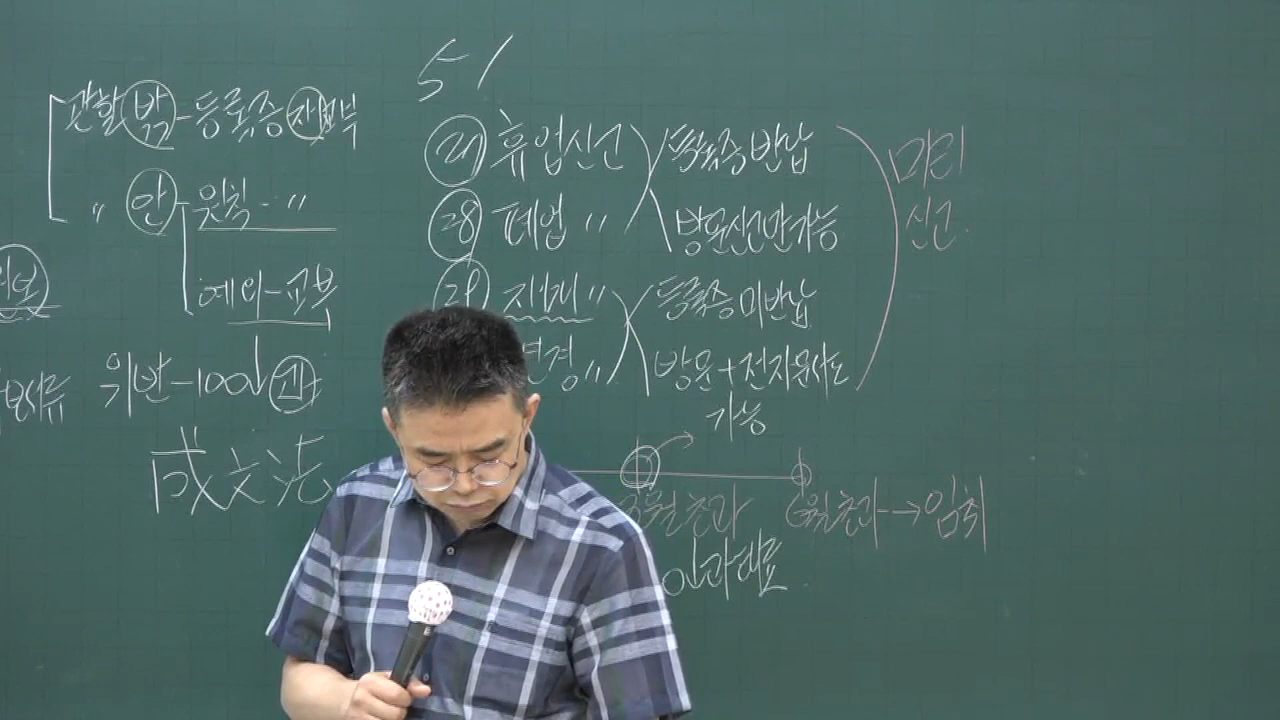 관할 밖 - 등록증 재교부
〃 안 - 원칙 - 〃
예외 - 교부
위반 - 100↓ 과
成文法
51
27 휴업신고
28 폐업 〃
29 재개 〃
변경 〃
등록증 반납
방문신고만 가능
등록증 미반납
방문+전자문서도
가능
미리
신고
3월 초과
6월 초과 → 임취
과태료
서류